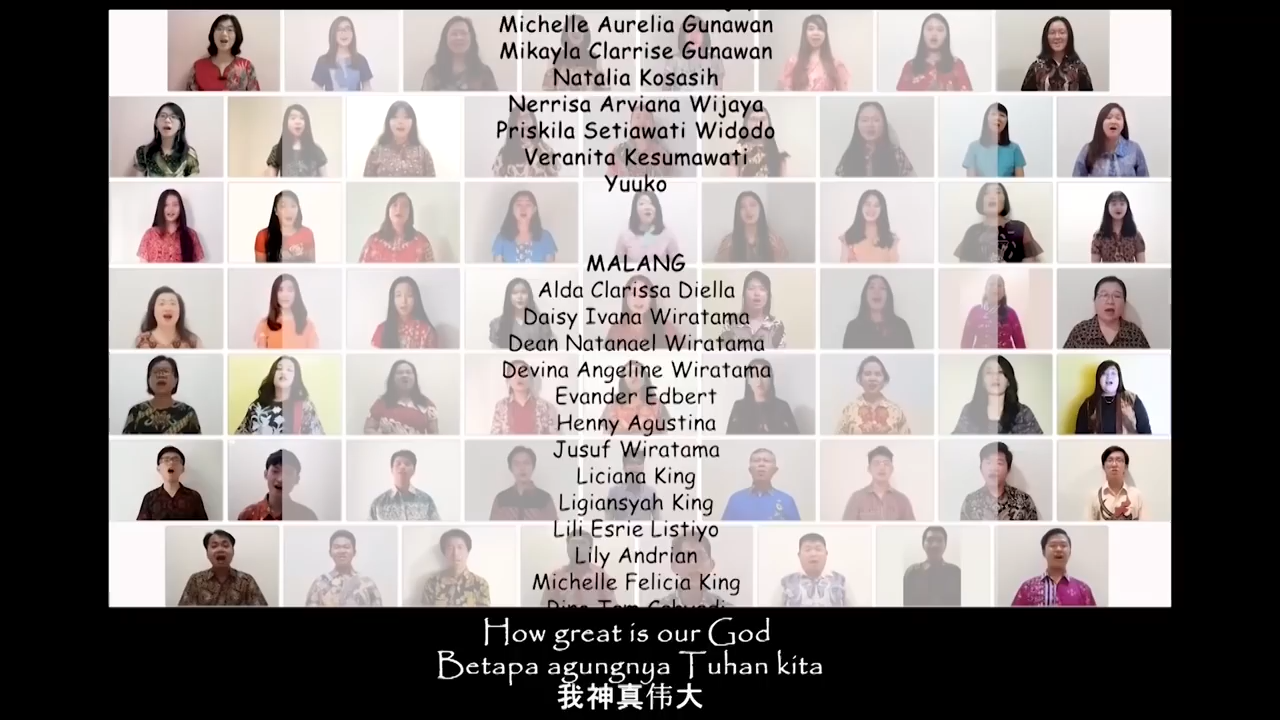 Michelle Aurelia Gunawan
Mikayla Clarrise Gunawan
Natalia Kosasih
Nerrisa Arviana Wijaya
Priskila Setiawati Widodo
Veranita Kesumawati
Yuuko
MALANG
Alda Clarissa Diella
Daisy Ivana Wiratama
Dean Natanael Wiratama
Devina Angeline Wiratama
Evander Edbert
Henny Agustina
Jusuf Wiratama
Liciana King
Ligiansyah King
Lili Esrie Listiyo
Lily Andrian
Michelle Felicia King
How great is our God
Betapa agungnya Tuhan kita
我神真伟大